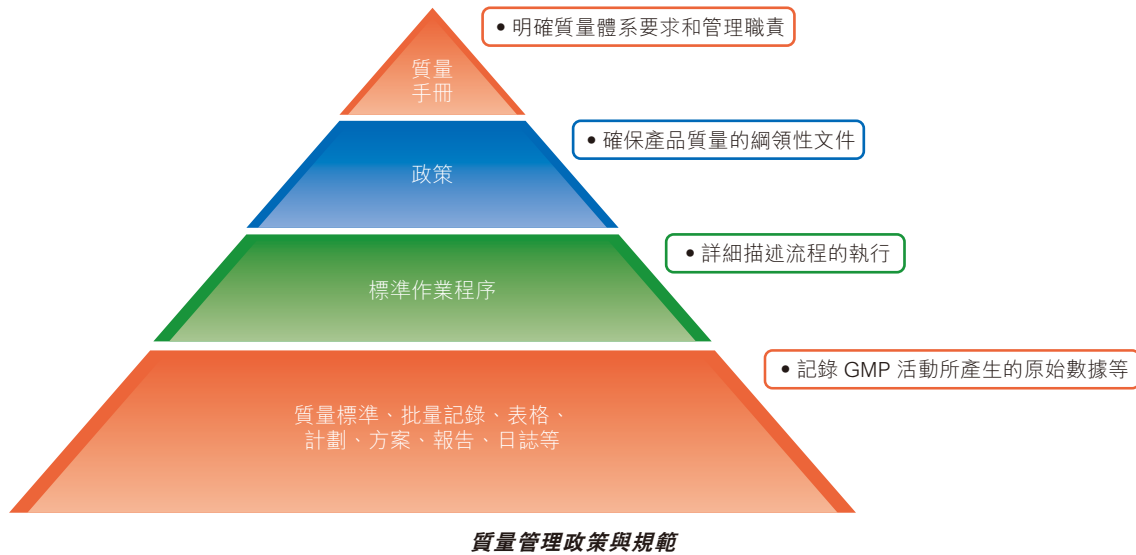 • 明確質量體系要求和管理職責
質量
手冊
• 確保產品質量的綱領性文件
政策
• 詳細描述流程的執行
標準作業程序
• 記錄 GMP 活動所產生的原始數據等
質量標準、批量記錄、表格、
計劃、方案、報告、日誌等
質量管理政策與規範